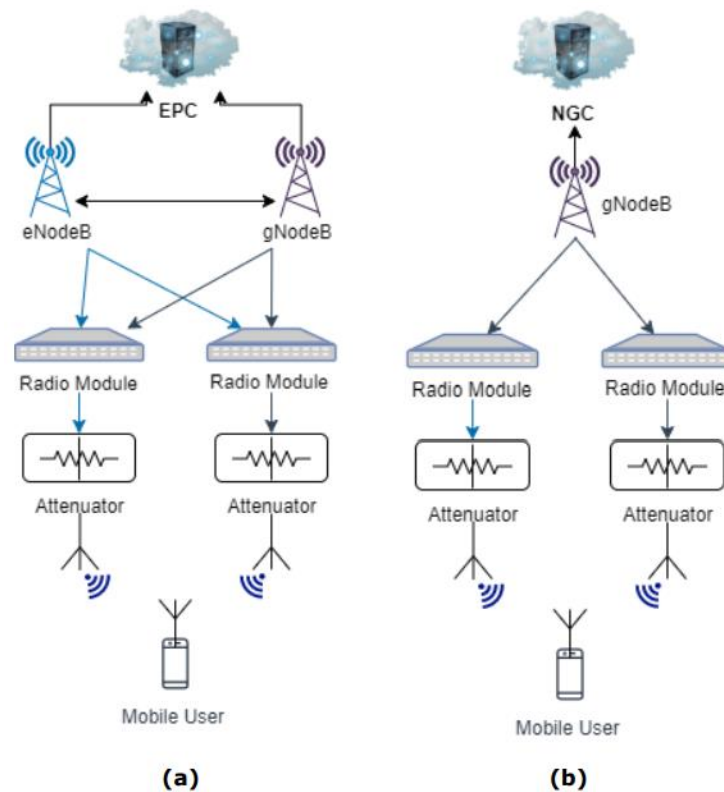 EPC
eNodeB
gNodeB
Radio Module
Radio Module
Attenuator
Attenuator
Mobile User
(a)
NGC
gNodeB
Radio Module
Radio Module
Attenuator
Attenuator
Mobile User
(b)